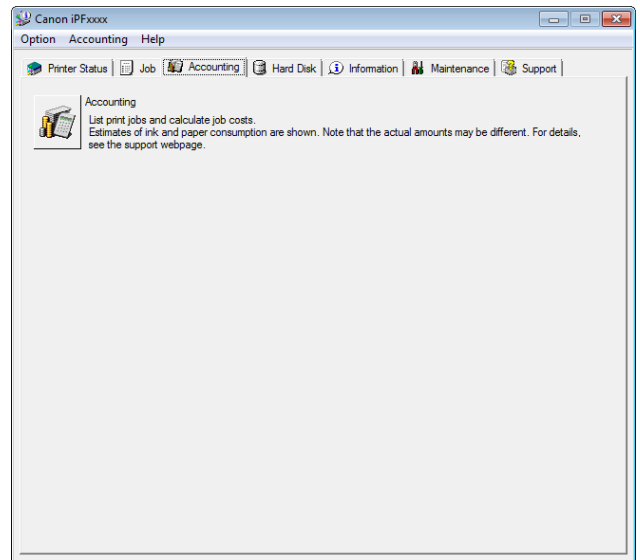 Canon iPFxxxx
Option Accounting Help
Printer Status Job Accounting Hard Disk Information Maintenance Support
Accounting
List print jobs and calculate job costs.
Estimates of ink and paper consumption are shown. Note that the actual amounts may be different. For details,
see the support webpage.